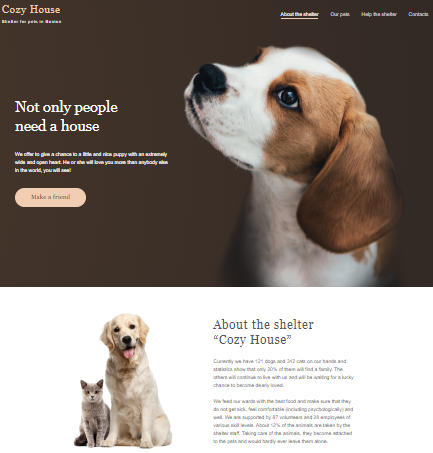 Cozy House
Shelter for pets in Boston
About the shelter
Our pets
Help the shelter
Contacts
Not only people
need a house
We offer to give a chance to a little and nice puppy with an extremely
wide and open heart. He or she will love you more than anybody else
in the world, you will see!
Make a friend
About the shelter
“Cozy House”
Currently we have 121 dogs and 342 cats on our hands and
statistics show that only 20% of them will find a family. The
others will continue to live with us and will be waiting for a lucky
chance to become dearly loved.
We feed our wards with the best food and make sure that they
do not get sick, feel comfortable (including psychologically) and
well. We are supported by 87 volunteers and 28 employees of
various skill levels. About 12% of the animals are taken by the
shelter staff. Taking care of the animals, they become attached
to the pets and would hardly ever leave them alone.